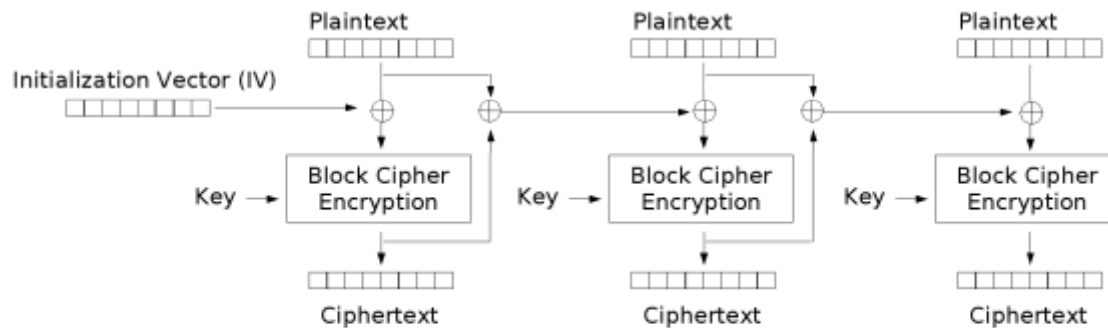 Plaintext
Plaintext
Plaintext
Initialization Vector (IV)
Key
Block Cipher
Encryption
Key
Block Cipher
Encryption
Key
Block Cipher
Encryption
Ciphertext
Ciphertext
Ciphertext